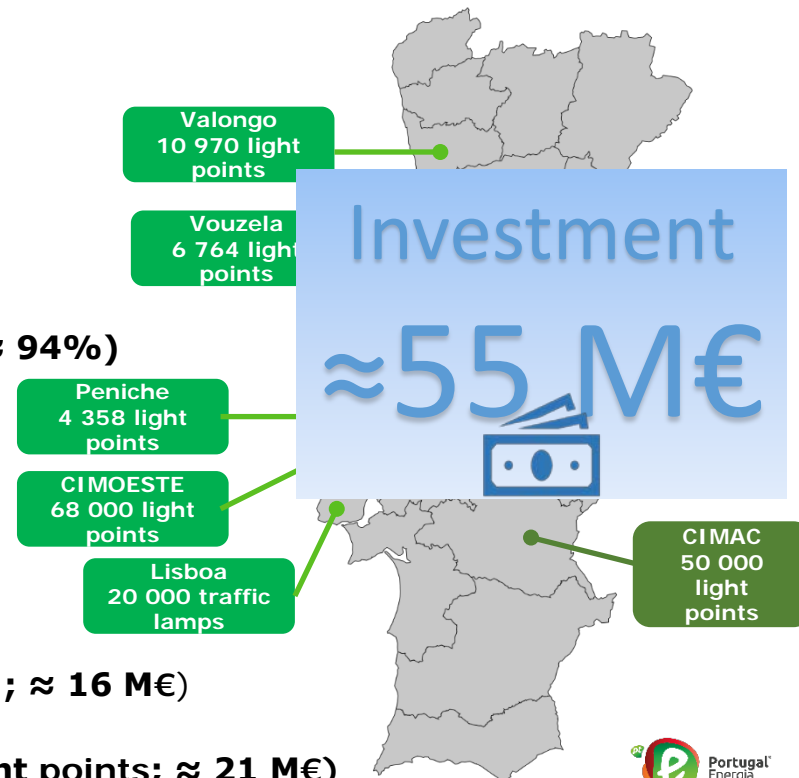 Valongo
10 970 light
points
Vouzela
6 764 light
points
Investment
≈55 M€
≈ 94%)
Peniche
4 358 light
points
CIMOESTE
68 000 light
points
Lisboa
20 000 traffic
lamps
CIMAC
50 000
light
points
; ≈ 16 M€)
nt points; ≈ 21 M€)
pt
Portugal
Energia